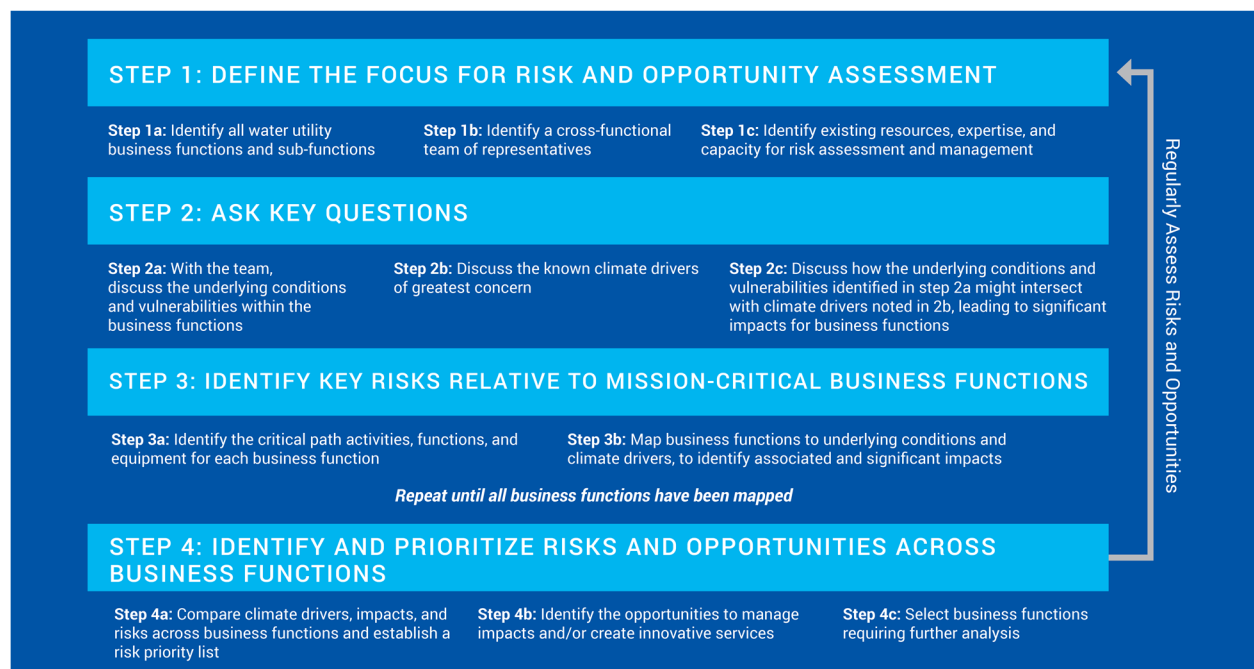 STEP 1: DEFINE THE FOCUS FOR RISK AND OPPORTUNITY ASSESSMENT
Step 1a: Identify all water utility
business functions and sub-functions
Step 1b: Identify a cross-functional
team of representatives
Step 1c: Identify existing resources, expertise, and
capacity for risk assessment and management
STEP 2: ASK KEY QUESTIONS
Step 2a: With the team,
discuss the underlying conditions
and vulnerabilities within the
business functions
Step 2b: Discuss the known climate drivers
of greatest concern
Step 2c: Discuss how the underlying conditions and
vulnerabilities identified in step 2a might intersect
with climate drivers noted in 2b, leading to significant
impacts for business functions
STEP 3: IDENTIFY KEY RISKS RELATIVE TO MISSION-CRITICAL BUSINESS FUNCTIONS
Step 3a: Identify the critical path activities, functions, and
equipment for each business function
Step 3b: Map business functions to underlying conditions and
climate drivers, to identify associated and significant impacts
Repeat until all business functions have been mapped
STEP 4: IDENTIFY AND PRIORITIZE RISKS AND OPPORTUNITIES ACROSS
BUSINESS FUNCTIONS
Step 4a: Compare climate drivers, impacts, and
risks across business functions and establish a
risk priority list
Step 4b: Identify the opportunities to manage
impacts and/or create innovative services
Step 4c: Select business functions
requiring further analysis
Regularly Assess Risks and Opportunities